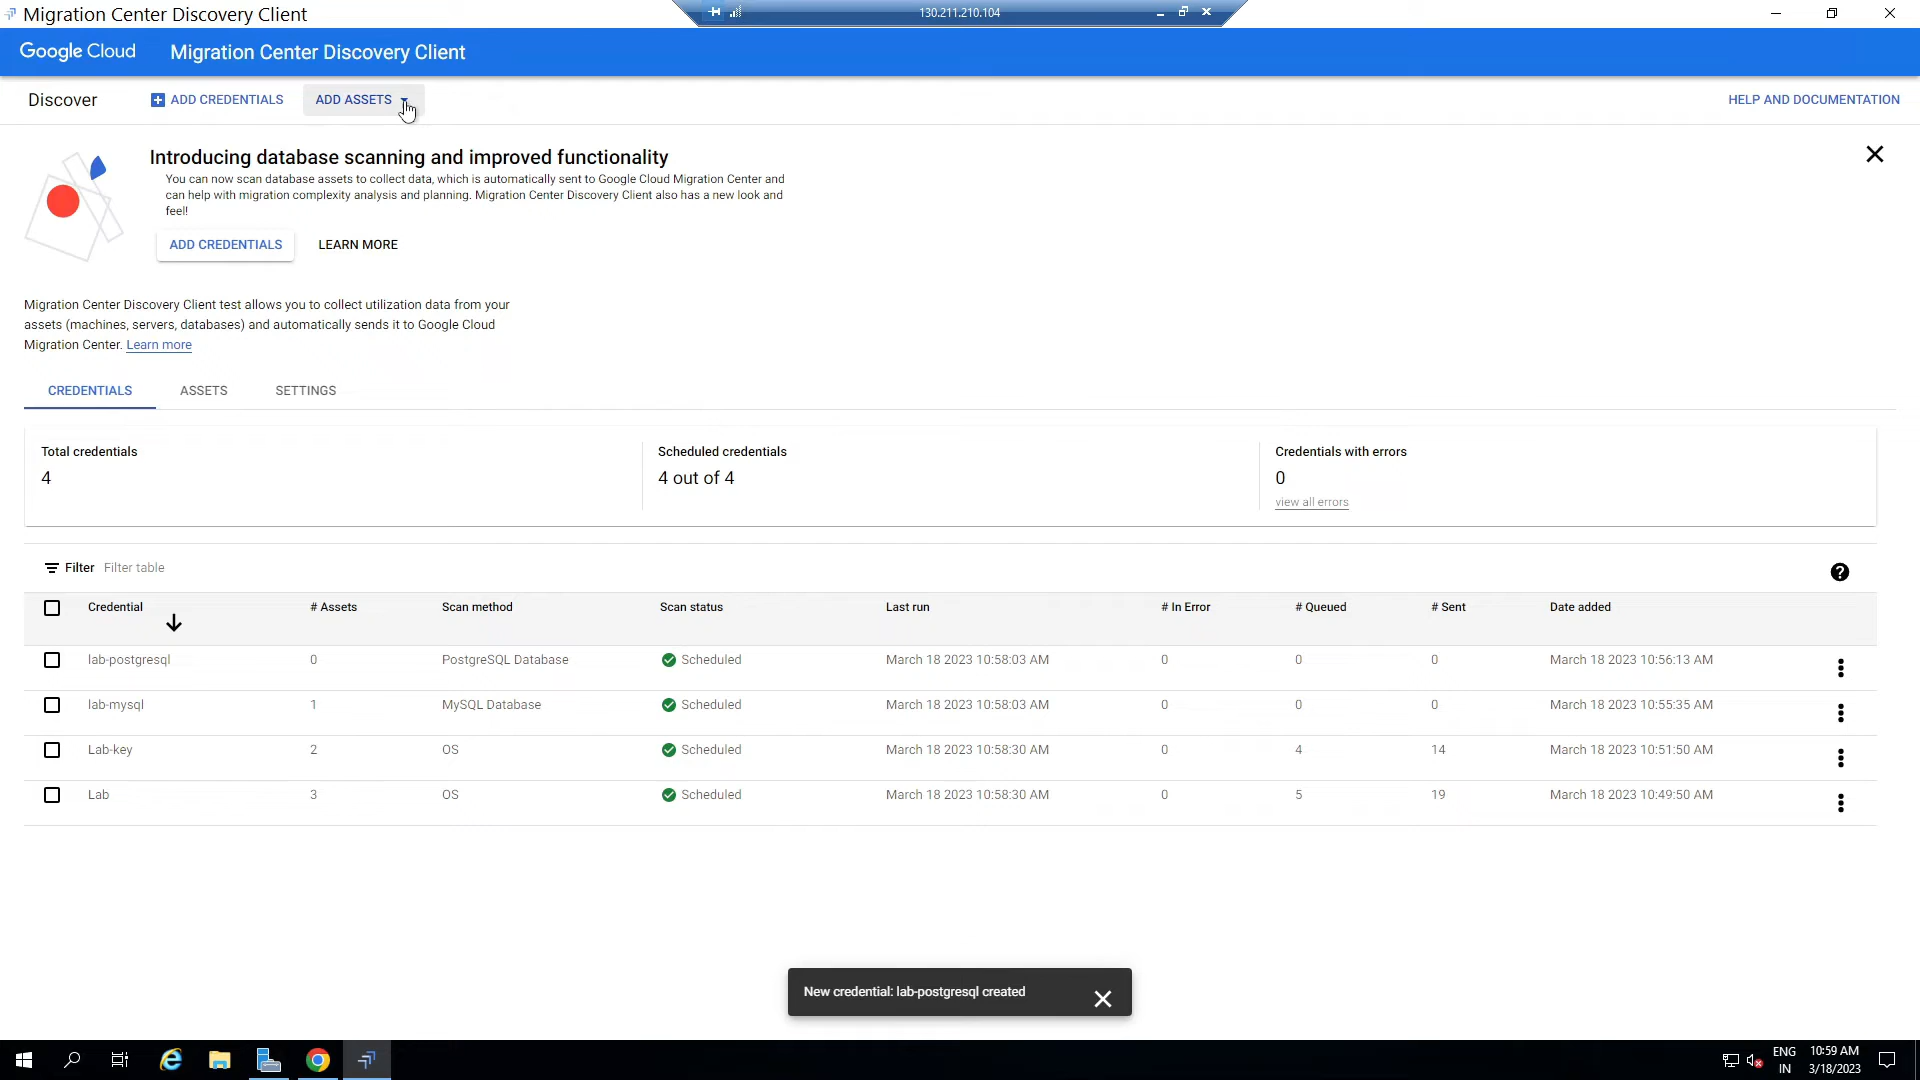 Migration Center Discovery Client
130.211.210.104
Google Cloud Migration Center Discovery Client
Discover ADD CREDENTIALS ADD ASSETS HELP AND DOCUMENTATION
Introducing database scanning and improved functionality
You can now scan database assets to collect data, which is automatically sent to Google Cloud Migration Center and
can help with migration complexity analysis and planning. Migration Center Discovery Client also has a new look and
feel!
ADD CREDENTIALS LEARN MORE
Migration Center Discovery Client test allows you to collect utilization data from your
assets (machines, servers, databases) and automatically sends it to Google Cloud
Migration Center. Learn more
CREDENTIALS ASSETS SETTINGS
Total credentials Scheduled credentials Credentials with errors
4 4 out of 4 0
view all errors
Filter Filter table
Credential # Assets Scan method Scan status Last run # In Error # Queued # Sent Date added
lab-postgresql 0 PostgreSQL Database Scheduled March 18 2023 10:58:03 AM 0 0 0 March 18 2023 10:56:13 AM
lab-mysql 1 MySQL Database Scheduled March 18 2023 10:58:03 AM 0 0 0 March 18 2023 10:55:35 AM
Lab-key 2 OS Scheduled March 18 2023 10:58:30 AM 0 4 14 March 18 2023 10:51:50 AM
Lab 3 OS Scheduled March 18 2023 10:58:30 AM 0 5 19 March 18 2023 10:49:50 AM
New credential: lab-postgresql created
ENG 10:59 AM
IN 3/18/2023